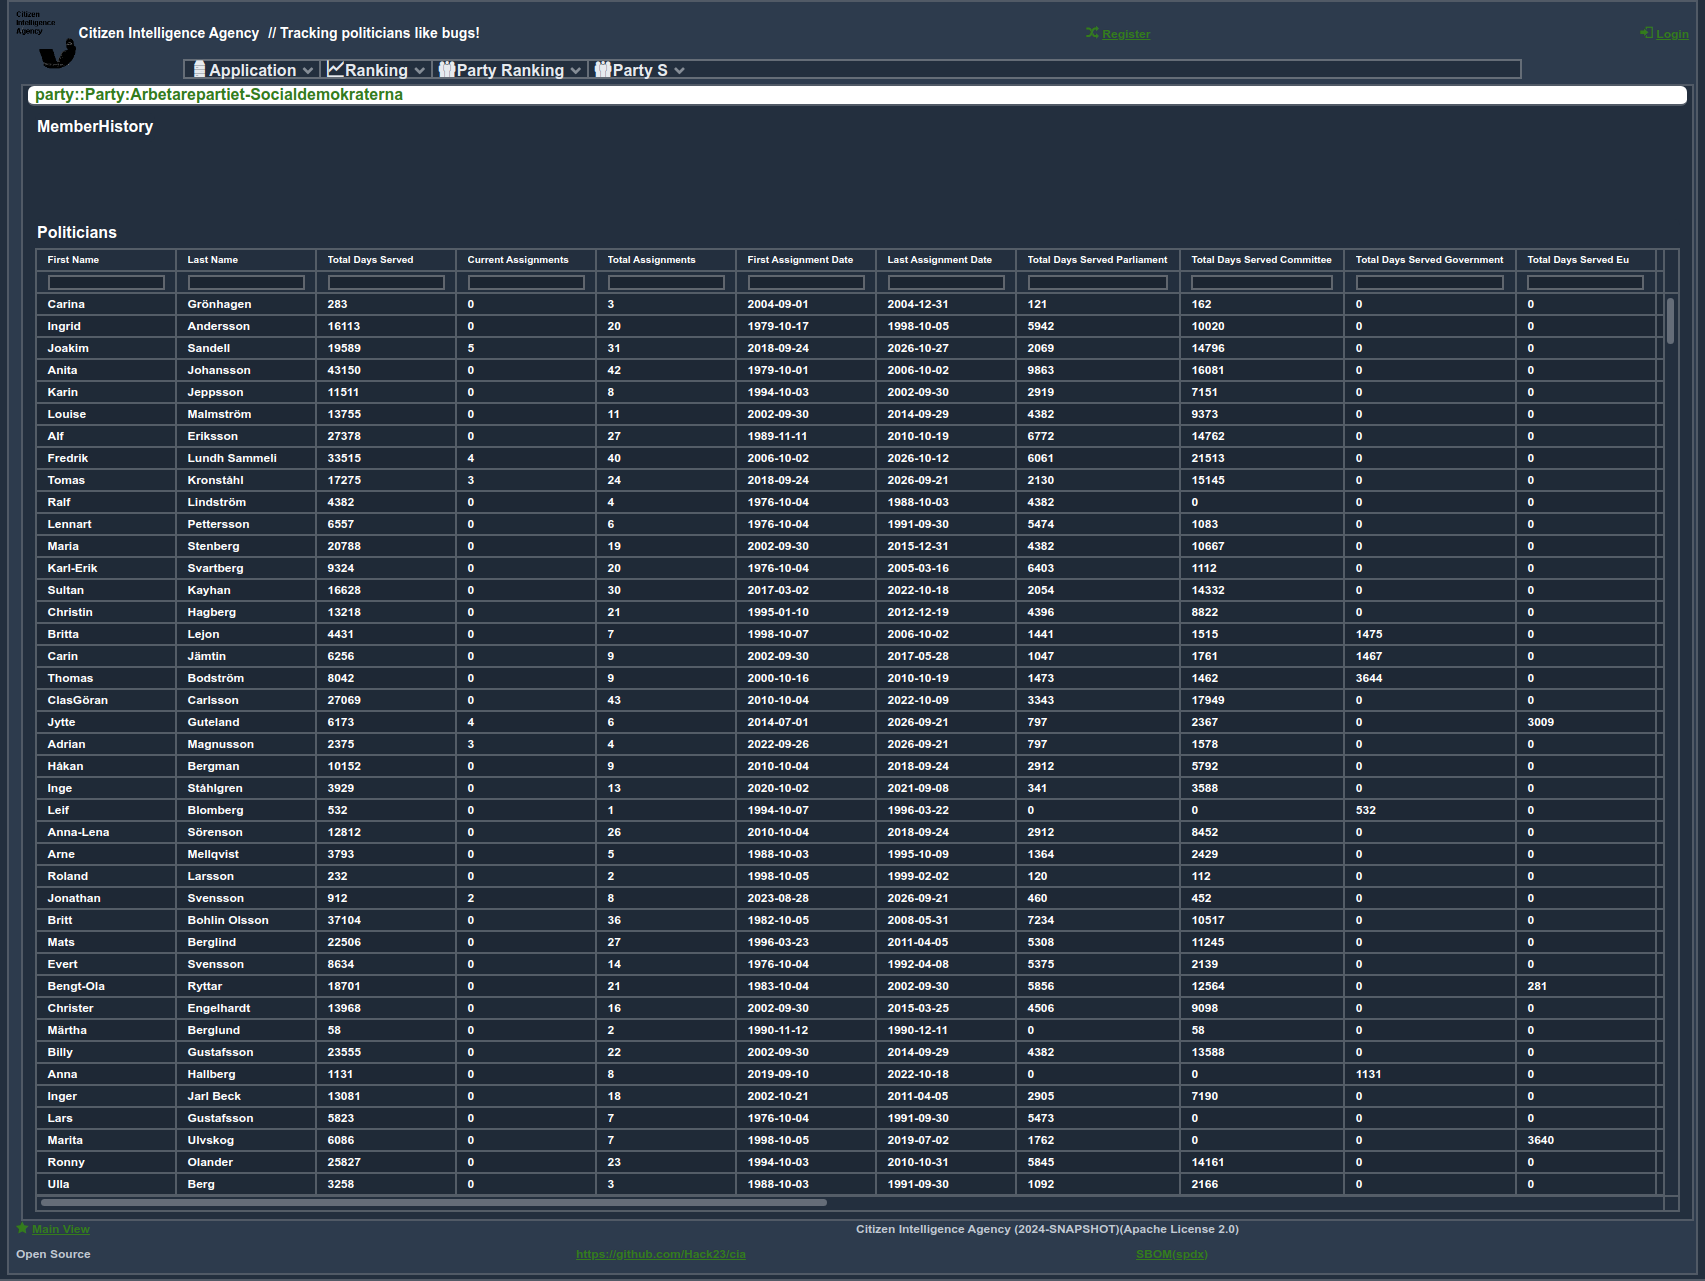 Citizen
Intelligence
Agency
Citizen Intelligence Agency // Tracking politicians like bugs!
Register
Login
Application Ranking Party Ranking Party S
party::Party:Arbetarepartiet-Socialdemokraterna
MemberHistory
Politicians
First Name Last Name Total Days Served Current Assignments Total Assignments First Assignment Date Last Assignment Date Total Days Served Parliament Total Days Served Committee Total Days Served Government Total Days Served Eu
Carina Grönhagen 283 0 3 2004-09-01 2004-12-31 121 162 0 0
Ingrid Andersson 16113 0 20 1979-10-17 1998-10-05 5942 10020 0 0
Joakim Sandell 19589 5 31 2018-09-24 2026-10-27 2069 14796 0 0
Anita Johansson 43150 0 42 1979-10-01 2006-10-02 9863 16081 0 0
Karin Jeppsson 11511 0 8 1994-10-03 2002-09-30 2919 7151 0 0
Louise Malmström 13755 0 11 2002-09-30 2014-09-29 4382 9373 0 0
Alf Eriksson 27378 0 27 1989-11-11 2010-10-19 6772 14762 0 0
Fredrik Lundh Sammeli 33515 4 40 2006-10-02 2026-10-12 6061 21513 0 0
Tomas Kronståhl 17275 3 24 2018-09-24 2026-09-21 2130 15145 0 0
Ralf Lindström 4382 0 4 1976-10-04 1988-10-03 4382 0 0 0
Lennart Pettersson 6557 0 6 1976-10-04 1991-09-30 5474 1083 0 0
Maria Stenberg 20788 0 19 2002-09-30 2015-12-31 4382 10667 0 0
Karl-Erik Svartberg 9324 0 20 1976-10-04 2005-03-16 6403 1112 0 0
Sultan Kayhan 16628 0 30 2017-03-02 2022-10-18 2054 14332 0 0
Christin Hagberg 13218 0 21 1995-01-10 2012-12-19 4396 8822 0 0
Britta Lejon 4431 0 7 1998-10-07 2006-10-02 1441 1515 1475 0
Carin Jämtin 6256 0 9 2002-09-30 2017-05-28 1047 1761 1467 0
Thomas Bodström 8042 0 9 2000-10-16 2010-10-19 1473 1462 3644 0
ClasGöran Carlsson 27069 0 43 2010-10-04 2022-10-09 3343 17949 0 0
Jytte Guteland 6173 4 6 2014-07-01 2026-09-21 797 2367 0 3009
Adrian Magnusson 2375 3 4 2022-09-26 2026-09-21 797 1578 0 0
Håkan Bergman 10152 0 9 2010-10-04 2018-09-24 2912 5792 0 0
Inge Ståhlgren 3929 0 13 2020-10-02 2021-09-08 341 3588 0 0
Leif Blomberg 532 0 1 1994-10-07 1996-03-22 0 0 532 0
Anna-Lena Sörenson 12812 0 26 2010-10-04 2018-09-24 2912 8452 0 0
Arne Mellqvist 3793 0 5 1988-10-03 1995-10-09 1364 2429 0 0
Roland Larsson 232 0 2 1998-10-05 1999-02-02 120 112 0 0
Jonathan Svensson 912 2 8 2023-08-28 2026-09-21 460 452 0 0
Britt Bohlin Olsson 37104 0 36 1982-10-05 2008-05-31 7234 10517 0 0
Mats Berglind 22506 0 27 1996-03-23 2011-04-05 5308 11245 0 0
Evert Svensson 8634 0 14 1976-10-04 1992-04-08 5375 2139 0 0
Bengt-Ola Ryttar 18701 0 21 1983-10-04 2002-09-30 5856 12564 0 281
Christer Engelhardt 13968 0 16 2002-09-30 2015-03-25 4506 9098 0 0
Märtha Berglund 58 0 2 1990-11-12 1990-12-11 0 58 0 0
Billy Gustafsson 23555 0 22 2002-09-30 2014-09-29 4382 13588 0 0
Anna Hallberg 1131 0 8 2019-09-10 2022-10-18 0 0 1131 0
Inger Jarl Beck 13081 0 18 2002-10-21 2011-04-05 2905 7190 0 0
Lars Gustafsson 5823 0 7 1976-10-04 1991-09-30 5473 0 0 0
Marita Ulvskog 6086 0 7 1998-10-05 2019-07-02 1762 0 0 3640
Ronny Olander 25827 0 23 1994-10-03 2010-10-31 5845 14161 0 0
Ulla Berg 3258 0 3 1988-10-03 1991-09-30 1092 2166 0 0
Main View
Citizen Intelligence Agency (2024-SNAPSHOT)(Apache License 2.0)
Open Source
https://github.com/Hack23/cia
SBOM(spdx)